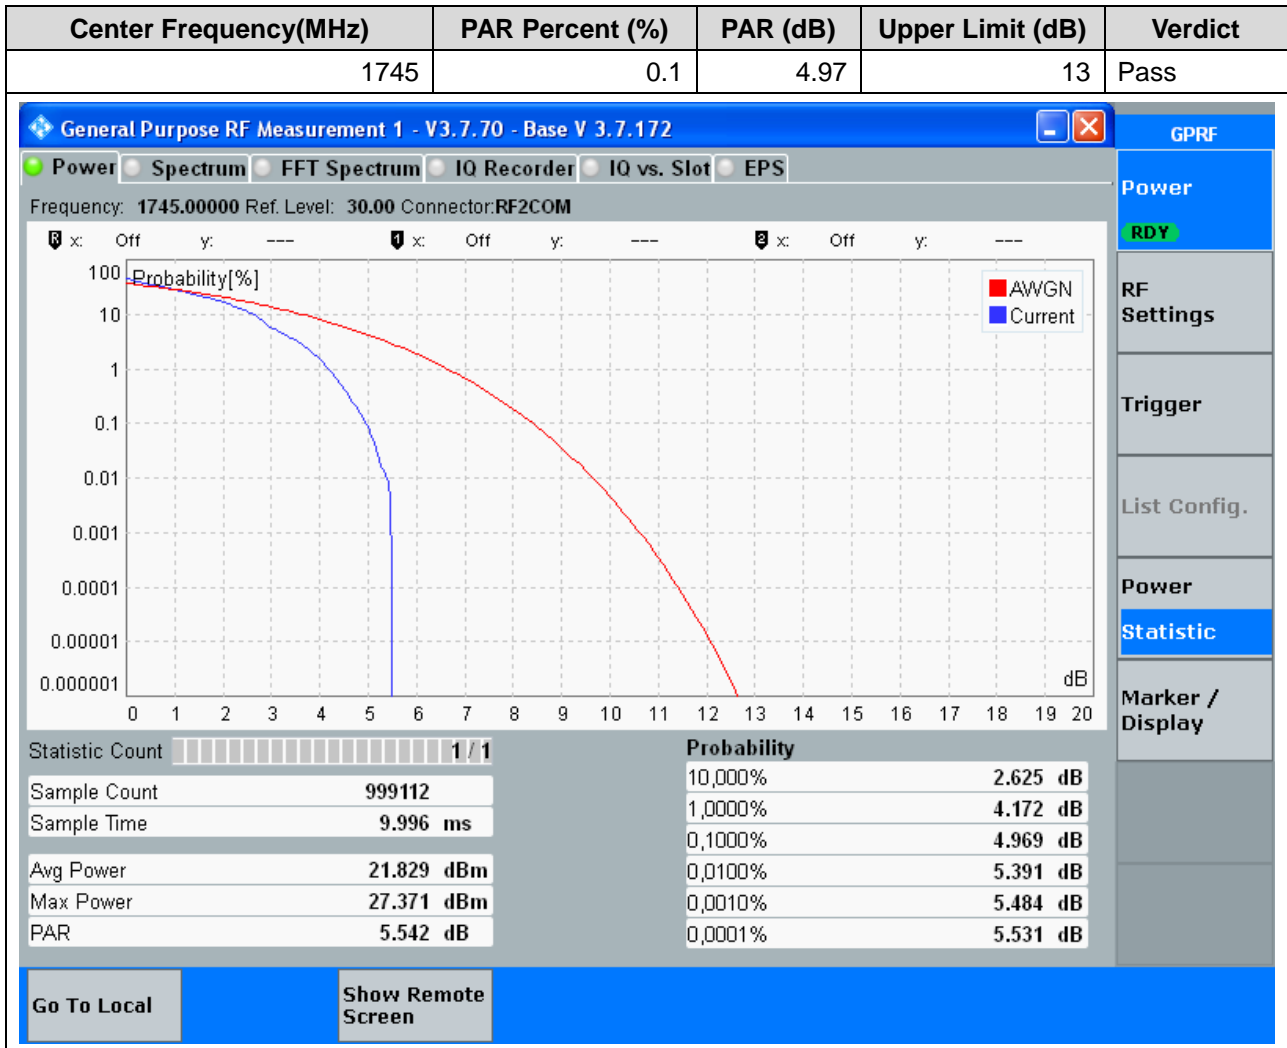 Center Frequency(MHz) PAR Percent (%) PAR (dB) Upper Limit (dB) Verdict
1745 0.1 4.97 13 Pass
General Purpose RF Measurement 1 - V3.7.70 - Base V 3.7.172
GPRF
Power Spectrum FFT Spectrum IQ Recorder IQ vs. Slot EPS
Power
RDY
Frequency: 1745.00000 Ref. Level: 30.00 Connector:RF2COM
R x: Off y: --- 1 x: Off y: --- 2 x: Off y: ---
Probability[%]
AWGN
Current
100
10
1
0.1
0.01
0.001
0.0001
0.00001
0.000001
dB
0 1 2 3 4 5 6 7 8 9 10 11 12 13 14 15 16 17 18 19 20
RF
Settings
Trigger
List Config.
Power
Statistic
Marker /
Display
Statistic Count 1 / 1
Sample Count 999112
Sample Time 9.996 ms
Avg Power 21.829 dBm
Max Power 27.371 dBm
PAR 5.542 dB
Probability
10,000% 2.625 dB
1,0000% 4.172 dB
0,1000% 4.969 dB
0,0100% 5.391 dB
0,0010% 5.484 dB
0,0001% 5.531 dB
Go To Local
Show Remote
Screen